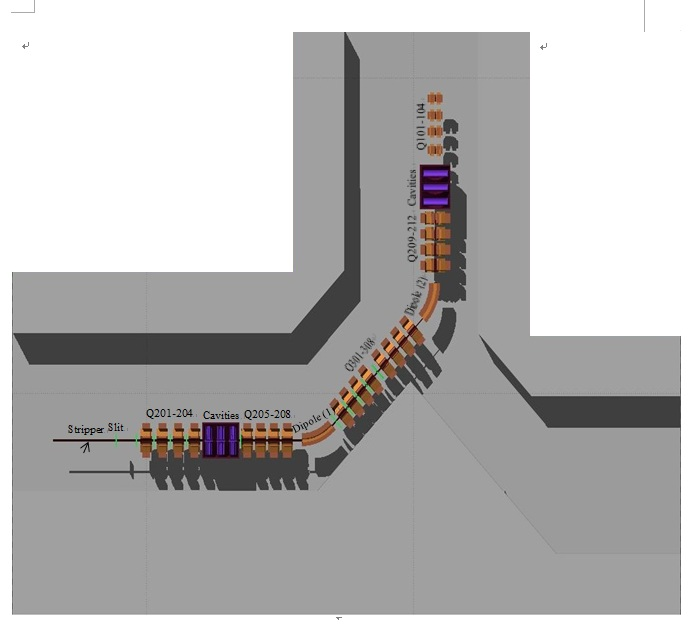 Q101-104
Cavities
Q209-212
Dipole (2)
Q301-308
Q201-204
Cavities
Q205-208
Dipole (1)
Stripper
Slit